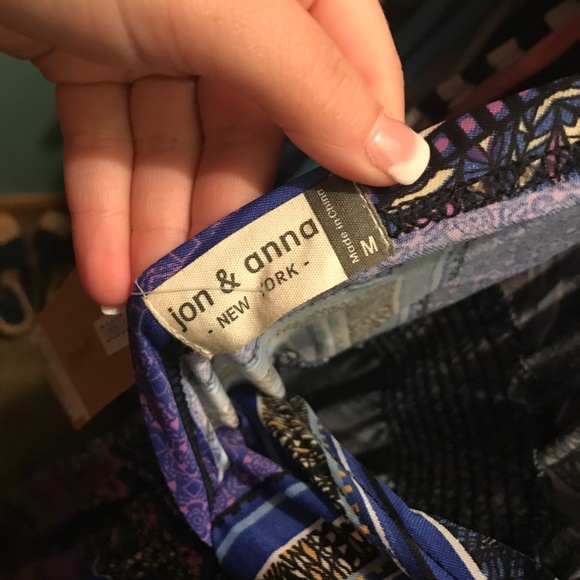 jon & anna
- NEW YORK -
Made in China
M